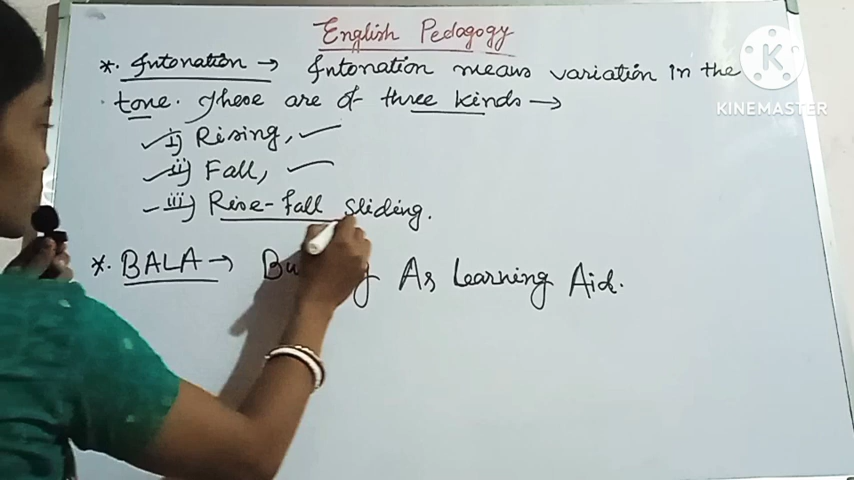 English Pedagogy
*. Intonation → Intonation means variation in the
tone. These are of three kinds →
i) Rising,
ii) Fall,
iii) Rise-fall sliding.
*. BALA → As Learning Aid.
KINEMASTER